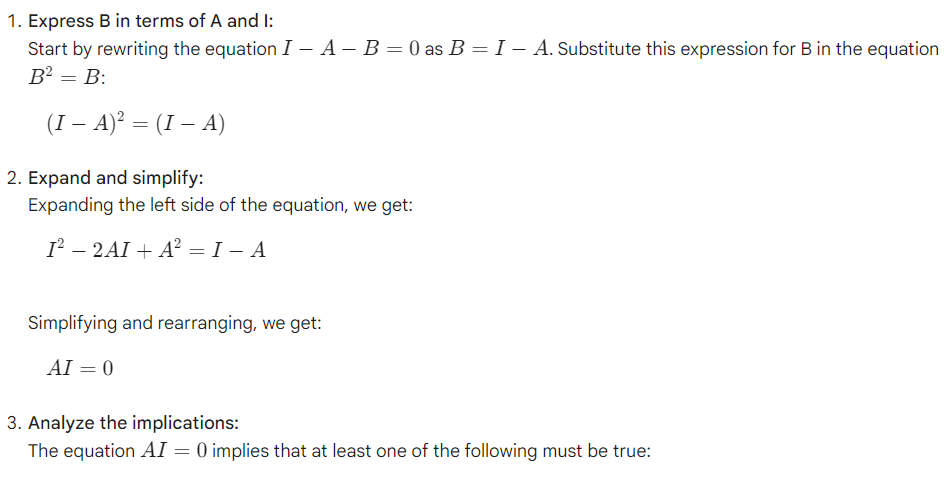 1. Express B in terms of A and I:
Start by rewriting the equation I − A − B = 0 as B = I − A. Substitute this expression for B in the equation
B² = B:
(I − A)² = (I − A)
2. Expand and simplify:
Expanding the left side of the equation, we get:
I² − 2AI + A² = I − A
Simplifying and rearranging, we get:
AI = 0
3. Analyze the implications:
The equation AI = 0 implies that at least one of the following must be true: